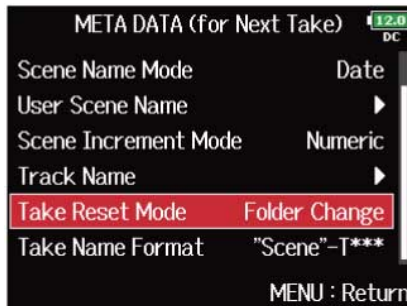 META DATA (for Next Take) 12.0
DC
Scene Name Mode Date
User Scene Name
Scene Increment Mode Numeric
Track Name
Take Reset Mode Folder Change
Take Name Format "Scene"-T***
MENU : Return